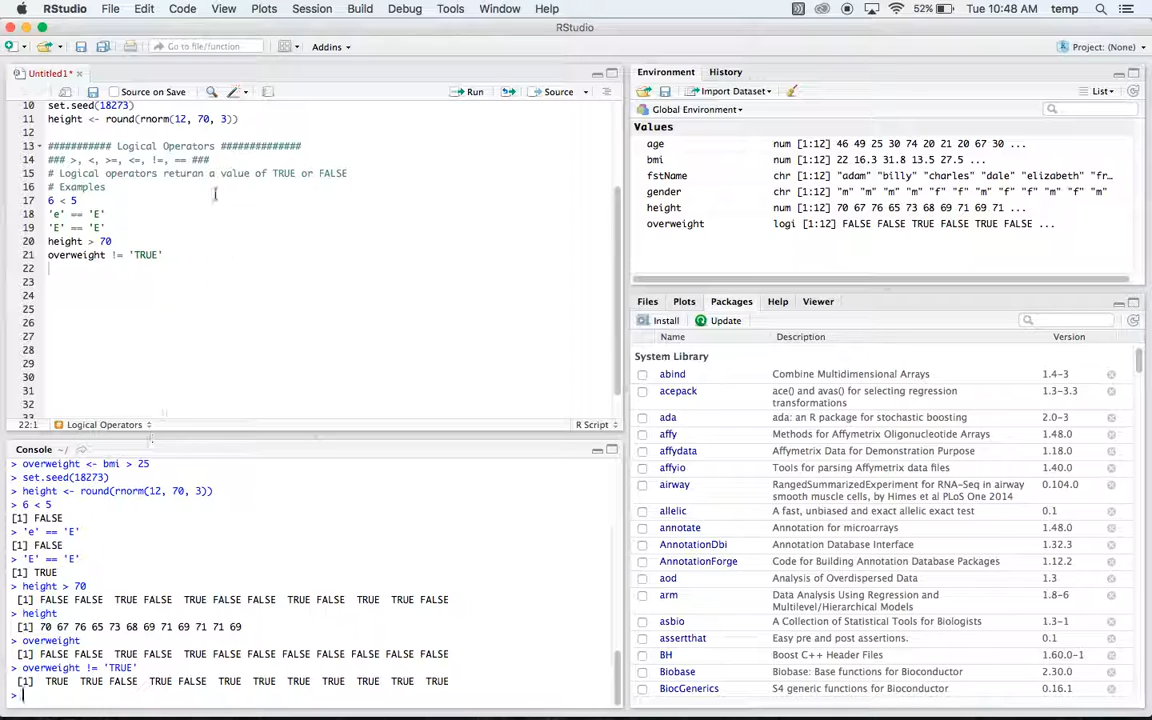 RStudio File Edit Code View Plots Session Build Debug Tools Window Help 52% Tue 10:48 AM temp
RStudio
Go to file/function Addins Project: (None)
Untitled1*
Source on Save Run Source
10 set.seed(18273)
11 height <- round(rnorm(12, 70, 3))
12
13 ########### Logical Operators ##############
14 ### >, <, >=, <=, !=, == ###
15 # Logical operators returan a value of TRUE or FALSE
16 # Examples
17 6 < 5
18 'e' == 'E'
19 'E' == 'E'
20 height > 70
21 overweight != 'TRUE'
22
23
24
25
26
27
28
29
30
31
32
33
22:1 Logical Operators R Script
Console ~/
> overweight <- bmi > 25
> set.seed(18273)
> height <- round(rnorm(12, 70, 3))
> 6 < 5
[1] FALSE
> 'e' == 'E'
[1] FALSE
> 'E' == 'E'
[1] TRUE
> height > 70
[1] FALSE FALSE TRUE FALSE TRUE FALSE FALSE TRUE FALSE TRUE TRUE FALSE
> height
[1] 70 67 76 65 73 68 69 71 69 71 71 69
> overweight
[1] FALSE FALSE TRUE FALSE TRUE FALSE FALSE FALSE FALSE FALSE FALSE FALSE
> overweight != 'TRUE'
[1] TRUE TRUE FALSE TRUE FALSE TRUE TRUE TRUE TRUE TRUE TRUE TRUE
>
Environment History
Import Dataset List
Global Environment
Values
age num [1:12] 46 49 25 30 74 20 21 20 67 30 ...
bmi num [1:12] 22 16.3 31.8 13.5 27.5 ...
fstName chr [1:12] "adam" "billy" "charles" "dale" "elizabeth" "fr...
gender chr [1:12] "m" "m" "m" "m" "f" "f" "m" "m" "f" "m" "f" "m"
height num [1:12] 70 67 76 65 73 68 69 71 69 71 ...
overweight logi [1:12] FALSE FALSE TRUE FALSE TRUE FALSE ...
Files Plots Packages Help Viewer
Install Update
Name Description Version
System Library
abind Combine Multidimensional Arrays 1.4-3
acepack ace() and avas() for selecting regression transformations 1.3-3.3
ada ada: an R package for stochastic boosting 2.0-3
affy Methods for Affymetrix Oligonucleotide Arrays 1.48.0
affydata Affymetrix Data for Demonstration Purpose 1.18.0
affyio Tools for parsing Affymetrix data files 1.40.0
airway RangedSummarizedExperiment for RNA-Seq in airway smooth muscle cells, by Himes et al PLoS One 2014 0.104.0
allelic A fast, unbiased and exact allelic exact test 0.1
annotate Annotation for microarrays 1.48.0
AnnotationDbi Annotation Database Interface 1.32.3
AnnotationForge Code for Building Annotation Database Packages 1.12.2
aod Analysis of Overdispersed Data 1.3
arm Data Analysis Using Regression and Multilevel/Hierarchical Models 1.8-6
asbio A Collection of Statistical Tools for Biologists 1.3-1
assertthat Easy pre and post assertions. 0.1
BH Boost C++ Header Files 1.60.0-1
Biobase Biobase: Base functions for Bioconductor 2.30.0
BiocGenerics S4 generic functions for Bioconductor 0.16.1